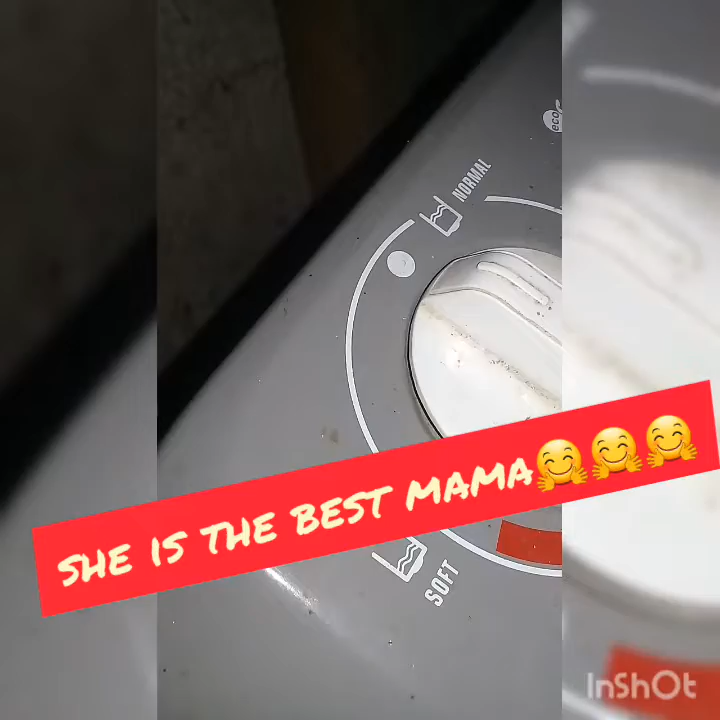 eco
NORMAL
SHE IS THE BEST MAMA🤗🤗🤗
SOFT
InShOt